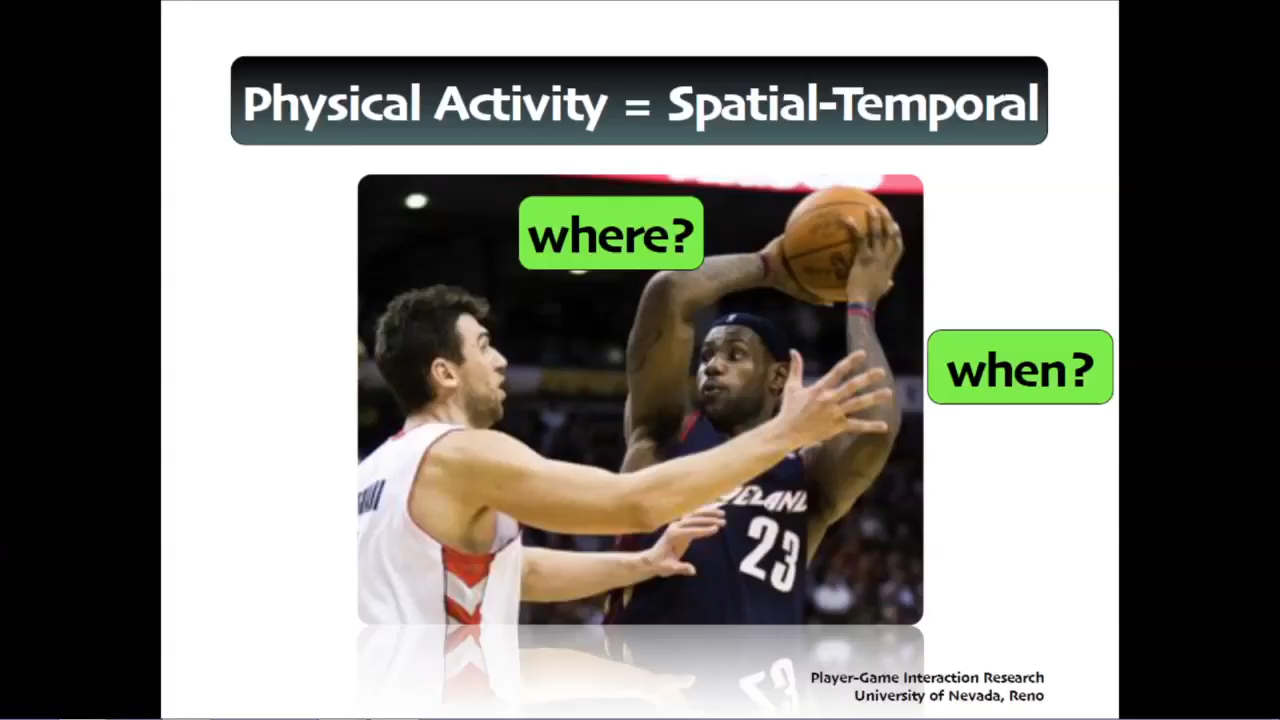 Physical Activity = Spatial-Temporal
where?
when?
23
Player-Game Interaction Research
University of Nevada, Reno